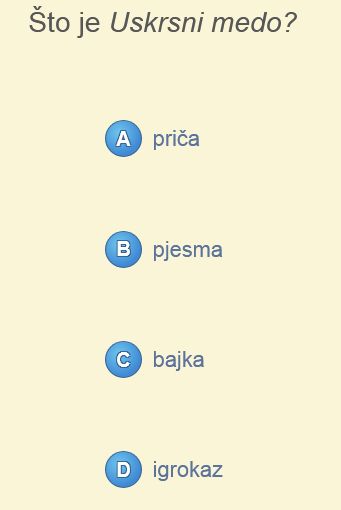 Što je Uskrsni medo?
A priča
B pjesma
C bajka
D igrokaz